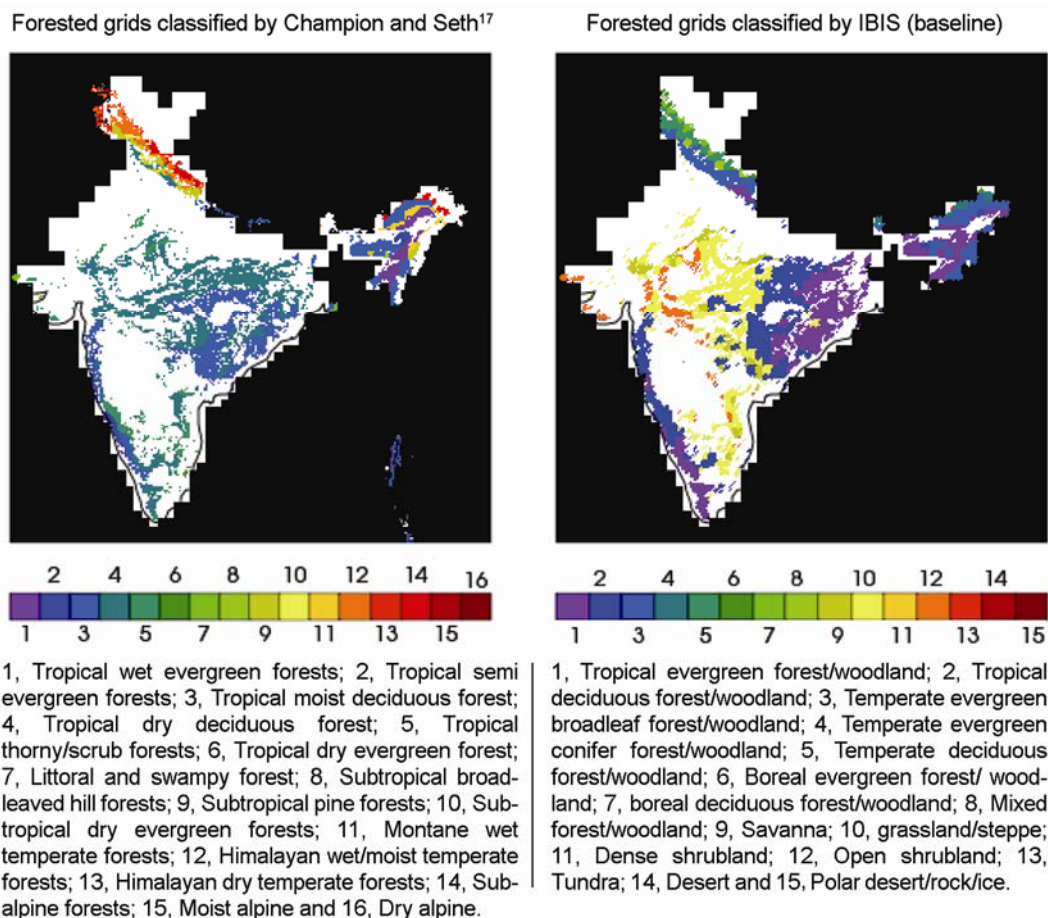 Forested grids classified by Champion and Seth17
Forested grids classified by IBIS (baseline)
2 4 6 8 10 12 14 16
1 3 5 7 9 11 13 15
2 4 6 8 10 12 14
1 3 5 7 9 11 13 15
1, Tropical wet evergreen forests; 2, Tropical semi
evergreen forests; 3, Tropical moist deciduous forest;
4, Tropical dry deciduous forest; 5, Tropical
thorny/scrub forests; 6, Tropical dry evergreen forest;
7, Littoral and swampy forest; 8, Subtropical broad-
leaved hill forests; 9, Subtropical pine forests; 10, Sub-
tropical dry evergreen forests; 11, Montane wet
temperate forests; 12, Himalayan wet/moist temperate
forests; 13, Himalayan dry temperate forests; 14, Sub-
alpine forests; 15, Moist alpine and 16, Dry alpine.
1, Tropical evergreen forest/woodland; 2, Tropical
deciduous forest/woodland; 3, Temperate evergreen
broadleaf forest/woodland; 4, Temperate evergreen
conifer forest/woodland; 5, Temperate deciduous
forest/woodland; 6, Boreal evergreen forest/ wood-
land; 7, boreal deciduous forest/woodland; 8, Mixed
forest/woodland; 9, Savanna; 10, grassland/steppe;
11, Dense shrubland; 12, Open shrubland; 13,
Tundra; 14, Desert and 15, Polar desert/rock/ice.